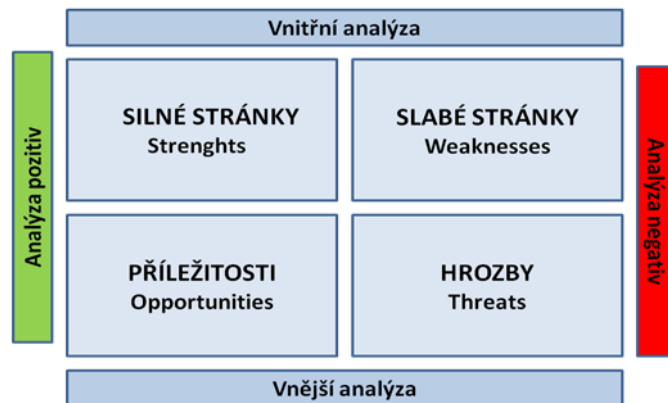 Vnitřní analýza
Analýza pozitiv
SILNÉ STRÁNKY
Strenghts
SLABÉ STRÁNKY
Weaknesses
Analýza negativ
PŘÍLEŽITOSTI
Opportunities
HROZBY
Threats
Vnější analýza